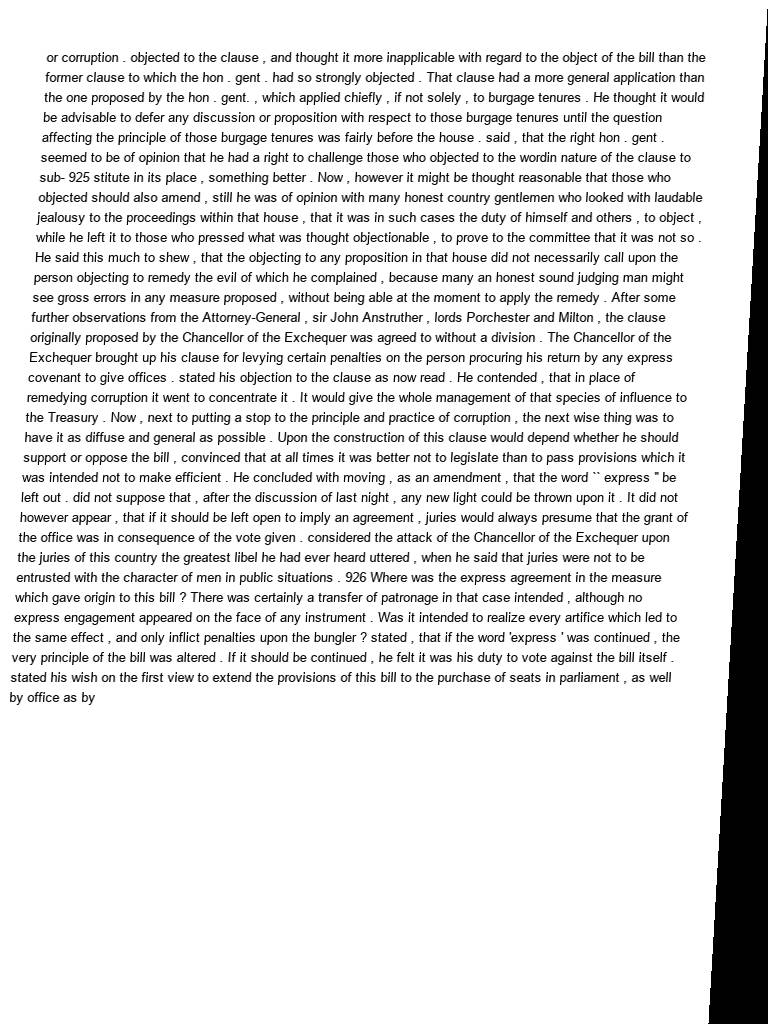 or corruption . objected to the clause , and thought it more inapplicable with regard to the object of the bill than the
former clause to which the hon . gent . had so strongly objected . That clause had a more general application than
the one proposed by the hon . gent. , which applied chiefly , if not solely , to burgage tenures . He thought it would
be advisable to defer any discussion or proposition with respect to those burgage tenures until the question
affecting the principle of those burgage tenures was fairly before the house . said , that the right hon . gent .
seemed to be of opinion that he had a right to challenge those who objected to the wordin nature of the clause to
sub- 925 stitute in its place , something better . Now , however it might be thought reasonable that those who
objected should also amend , still he was of opinion with many honest country gentlemen who looked with laudable
jealousy to the proceedings within that house , that it was in such cases the duty of himself and others , to object ,
while he left it to those who pressed what was thought objectionable , to prove to the committee that it was not so .
He said this much to shew , that the objecting to any proposition in that house did not necessarily call upon the
person objecting to remedy the evil of which he complained , because many an honest sound judging man might
see gross errors in any measure proposed , without being able at the moment to apply the remedy . After some
further observations from the Attorney-General , sir John Anstruther , lords Porchester and Milton , the clause
originally proposed by the Chancellor of the Exchequer was agreed to without a division . The Chancellor of the
Exchequer brought up his clause for levying certain penalties on the person procuring his return by any express
covenant to give offices . stated his objection to the clause as now read . He contended , that in place of
remedying corruption it went to concentrate it . It would give the whole management of that species of influence to
the Treasury . Now , next to putting a stop to the principle and practice of corruption , the next wise thing was to
have it as diffuse and general as possible . Upon the construction of this clause would depend whether he should
support or oppose the bill , convinced that at all times it was better not to legislate than to pass provisions which it
was intended not to make efficient . He concluded with moving , as an amendment , that the word `` express '' be
left out . did not suppose that , after the discussion of last night , any new light could be thrown upon it . It did not
however appear , that if it should be left open to imply an agreement , juries would always presume that the grant of
the office was in consequence of the vote given . considered the attack of the Chancellor of the Exchequer upon
the juries of this country the greatest libel he had ever heard uttered , when he said that juries were not to be
entrusted with the character of men in public situations . 926 Where was the express agreement in the measure
which gave origin to this bill ? There was certainly a transfer of patronage in that case intended , although no
express engagement appeared on the face of any instrument . Was it intended to realize every artifice which led to
the same effect , and only inflict penalties upon the bungler ? stated , that if the word 'express ' was continued , the
very principle of the bill was altered . If it should be continued , he felt it was his duty to vote against the bill itself .
stated his wish on the first view to extend the provisions of this bill to the purchase of seats in parliament , as well
by office as by